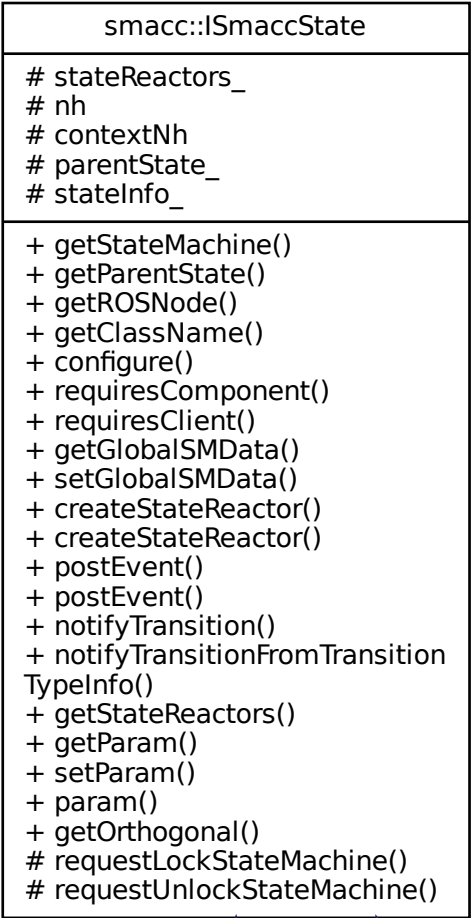 smacc::ISmaccState
# stateReactors_
# nh
# contextNh
# parentState_
# stateInfo_
+ getStateMachine()
+ getParentState()
+ getROSNode()
+ getClassName()
+ configure()
+ requiresComponent()
+ requiresClient()
+ getGlobalSMData()
+ setGlobalSMData()
+ createStateReactor()
+ createStateReactor()
+ postEvent()
+ postEvent()
+ notifyTransition()
+ notifyTransitionFromTransition
TypeInfo()
+ getStateReactors()
+ getParam()
+ setParam()
+ param()
+ getOrthogonal()
# requestLockStateMachine()
# requestUnlockStateMachine()